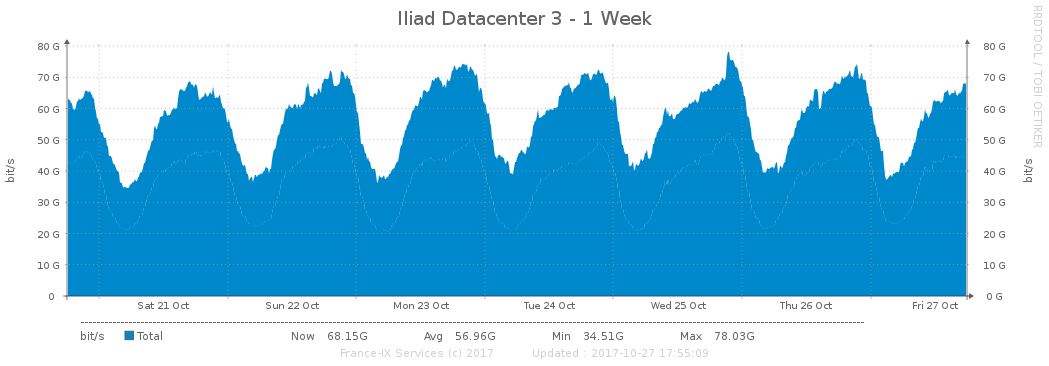 Iliad Datacenter 3 - 1 Week
RRDTOOL / TOBI OETIKER
80 G 80 G
70 G 70 G
60 G 60 G
50 G 50 G
40 G 40 G
30 G 30 G
20 G 20 G
10 G 10 G
0 0 G
bit/s bit/s
Sat 21 Oct Sun 22 Oct Mon 23 Oct Tue 24 Oct Wed 25 Oct Thu 26 Oct Fri 27 Oct
bit/s Total Now 68.15G Avg 56.96G Min 34.51G Max 78.03G
France-IX Services (c) 2017 Updated : 2017-10-27 17:55:09